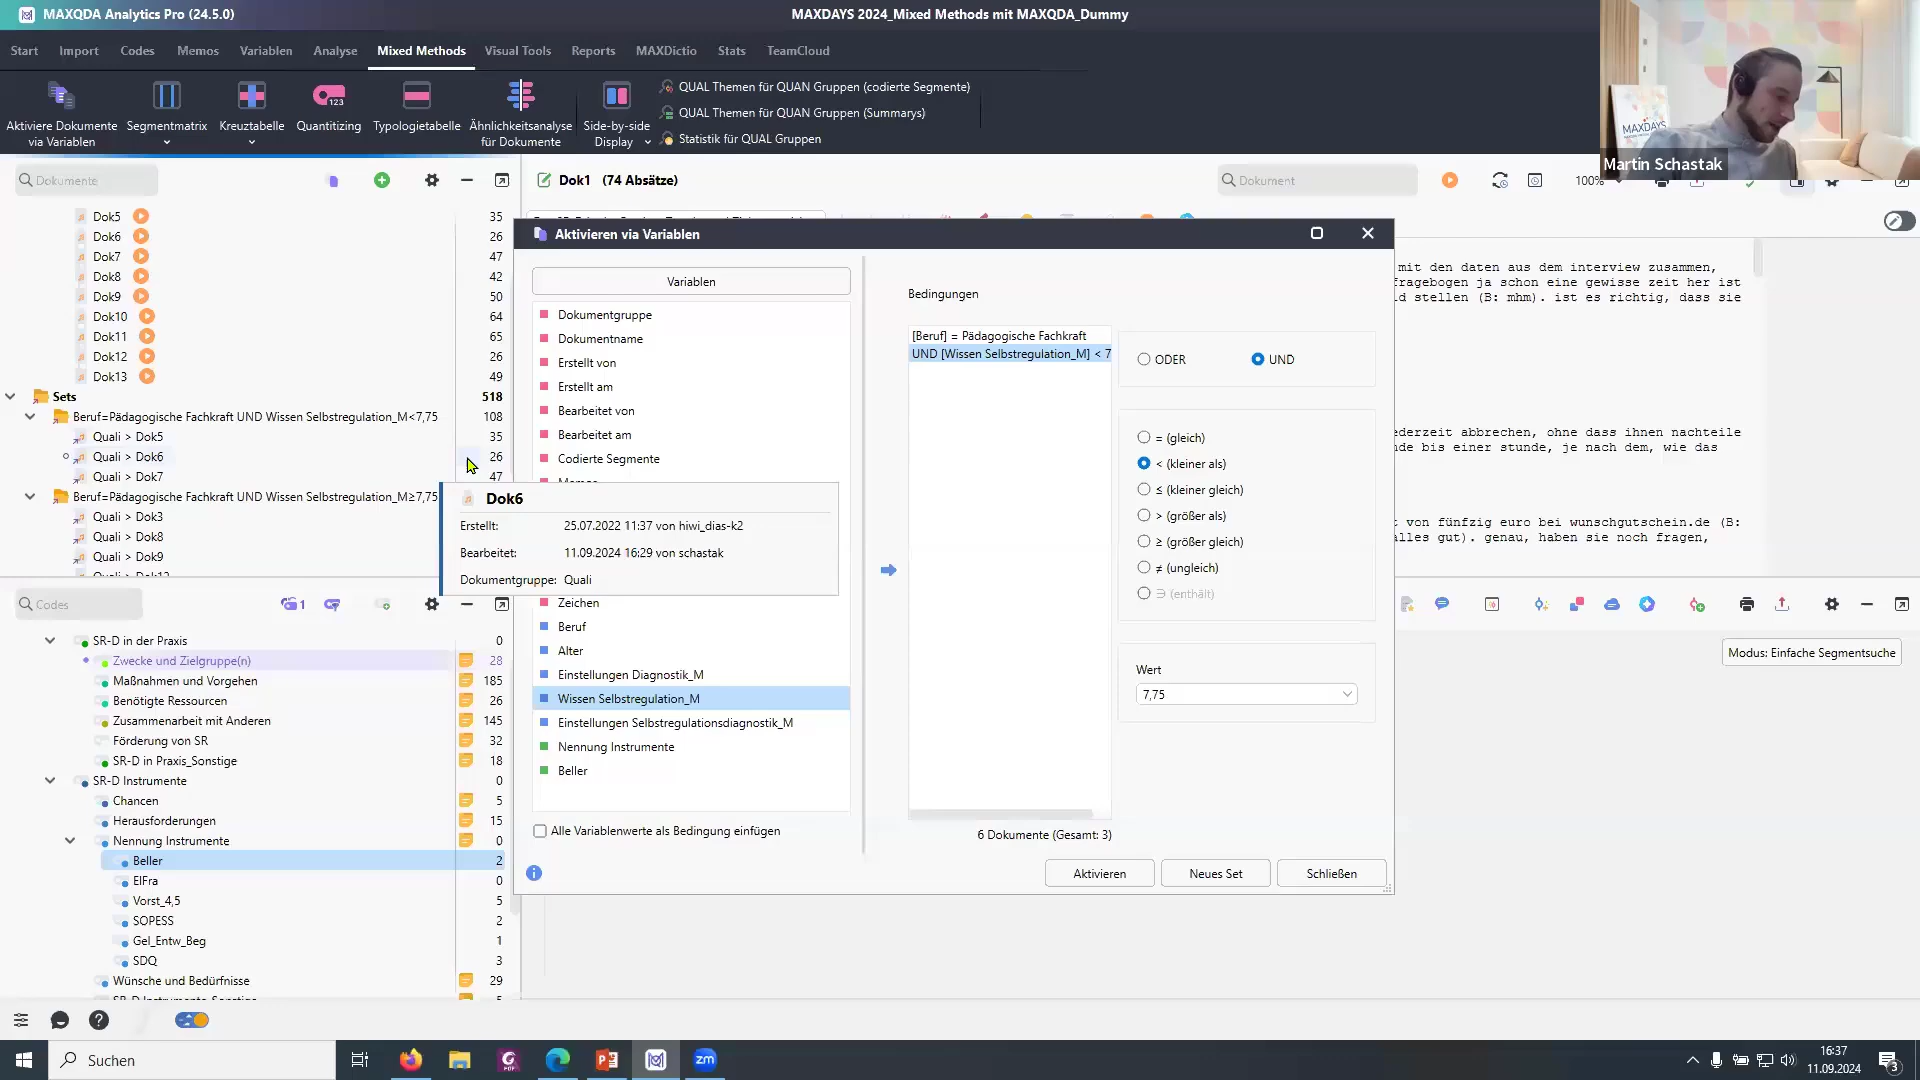 MAXQDA Analytics Pro (24.5.0)
MAXDAYS 2024_Mixed Methods mit MAXQDA_Dummy
Start Import Codes Memos Variablen Analyse Mixed Methods Visual Tools Reports MAXDictio Stats TeamCloud
Aktiviere Dokumente via Variablen
Segmentmatrix
Kreuztabelle
123
Quantitizing
Typologietabelle
Ähnlichkeitsanalyse für Dokumente
Side-by-side Display
QUAL Themen für QUAN Gruppen (codierte Segmente)
QUAL Themen für QUAN Gruppen (Summarys)
Statistik für QUAL Gruppen
MAXDAYS
Martin Schastak
Dokumente
Dok1 (74 Absätze)
Dokument
100%
Dok5 35
Dok6 26
Dok7 47
Dok8 42
Dok9 50
Dok10 64
Dok11 65
Dok12 26
Dok13 49
Sets 518
Beruf=Pädagogische Fachkraft UND Wissen Selbstregulation_M<7,75 108
Quali > Dok5 35
Quali > Dok6 26
Quali > Dok7 47
Beruf=Pädagogische Fachkraft UND Wissen Selbstregulation_M≥7,75
Quali > Dok3
Quali > Dok8
Quali > Dok9
Quali > Dok12
Dok6
Erstellt: 25.07.2022 11:37 von hiwi_dias-k2
Bearbeitet: 11.09.2024 16:29 von schastak
Dokumentgruppe: Quali
Codes
1
SR-D in der Praxis 0
Zwecke und Zielgruppe(n) 28
Maßnahmen und Vorgehen 185
Benötigte Ressourcen 26
Zusammenarbeit mit Anderen 145
Förderung von SR 32
SR-D in Praxis_Sonstige 18
SR-D Instrumente 0
Chancen 5
Herausforderungen 15
Nennung Instrumente 0
Beller 2
ElFra 0
Vorst_4,5 5
SOPESS 2
Gel_Entw_Beg 1
SDQ 3
Wünsche und Bedürfnisse 29
SR-D Instrumente_Sonstige 5
Aktivieren via Variablen
Variablen
Dokumentgruppe
Dokumentname
Erstellt von
Erstellt am
Bearbeitet von
Bearbeitet am
Codierte Segmente
Memos
Zeichen
Beruf
Alter
Einstellungen Diagnostik_M
Wissen Selbstregulation_M
Einstellungen Selbstregulationsdiagnostik_M
Nennung Instrumente
Beller
Alle Variablenwerte als Bedingung einfügen
Bedingungen
[Beruf] = Pädagogische Fachkraft
UND [Wissen Selbstregulation_M] < 7
6 Dokumente (Gesamt: 3)
ODER UND
= (gleich)
< (kleiner als)
≤ (kleiner gleich)
> (größer als)
≥ (größer gleich)
≠ (ungleich)
∋ (enthält)
Wert
7,75
Aktivieren
Neues Set
Schließen
mit den daten aus dem interview zusammen,
fragebogen ja schon eine gewisse zeit her ist
stellen (B: mhm). ist es richtig, dass sie
jederzeit abbrechen, ohne dass ihnen nachteile
bis einer stunde, je nach dem, wie das
von fünfzig euro bei wunschgutschein.de (B:
alles gut). genau, haben sie noch fragen,
Modus: Einfache Segmentsuche
Suchen
PDF
zm
16:37
11.09.2024
3